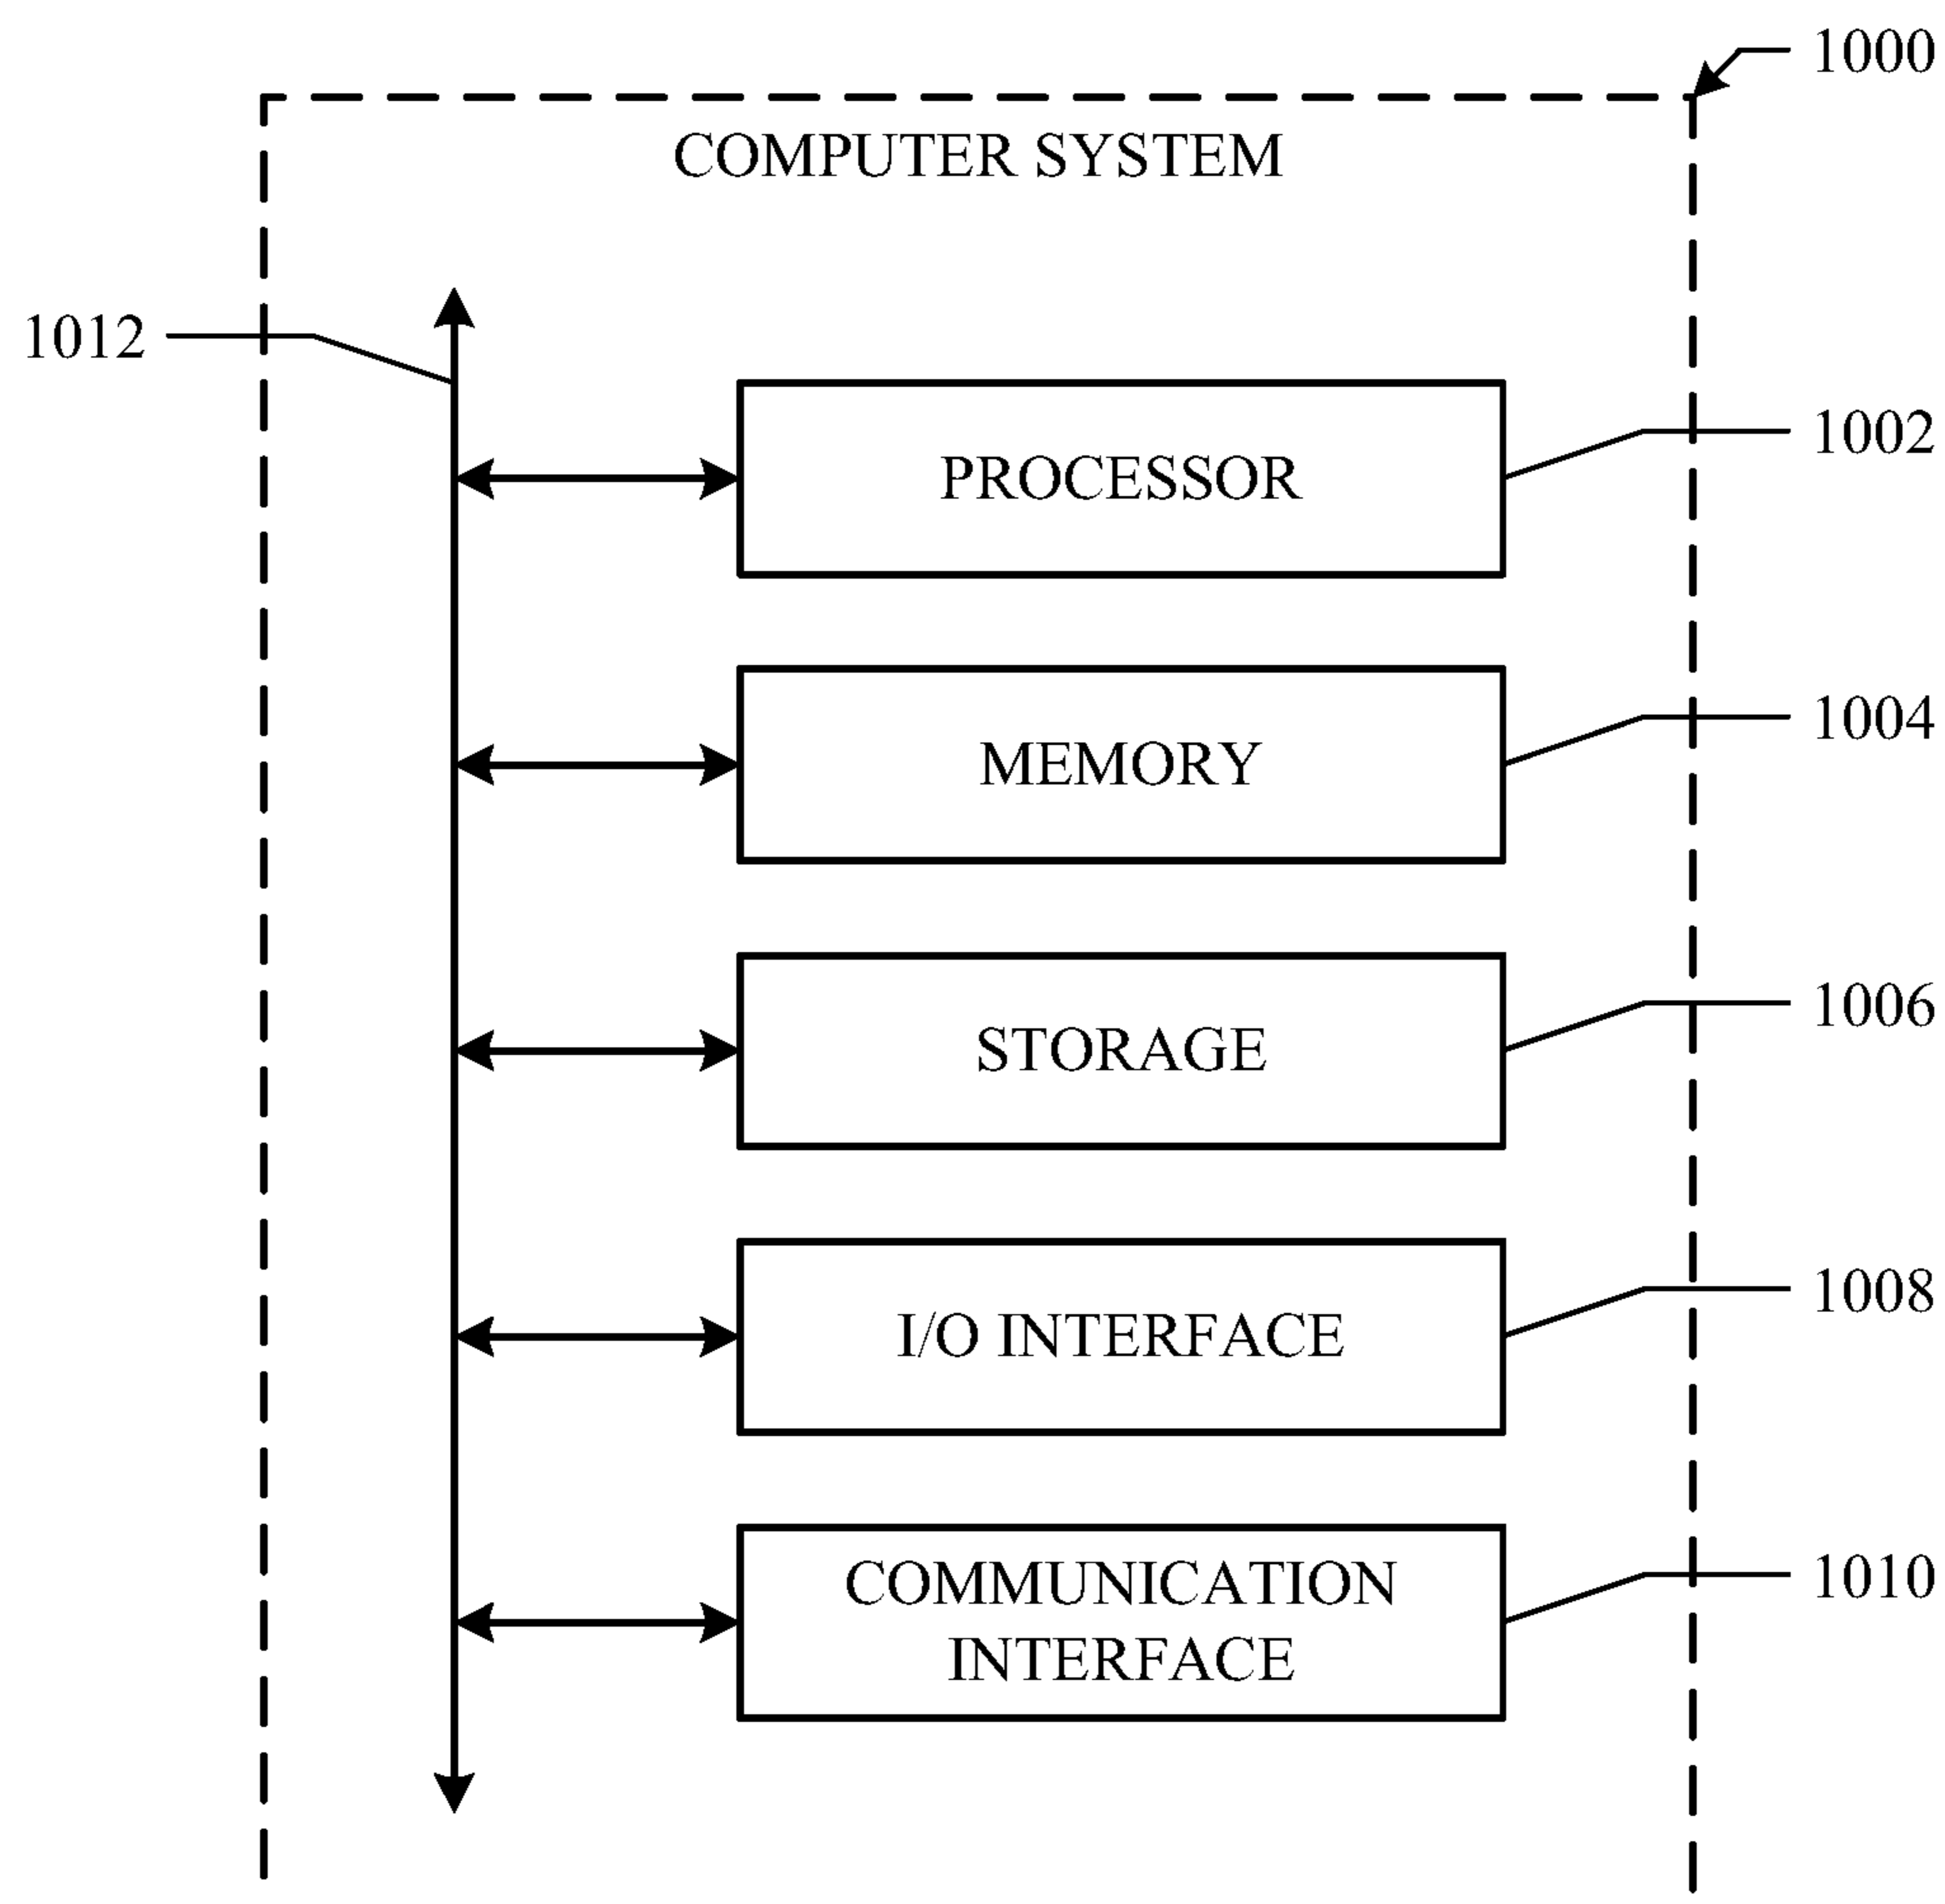 1000
COMPUTER SYSTEM
1012
PROCESSOR
1002
MEMORY
1004
STORAGE
1006
I/O INTERFACE
1008
COMMUNICATION
INTERFACE
1010